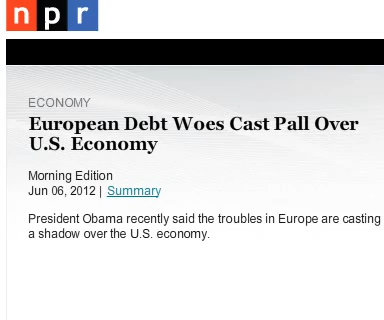 n p r
ECONOMY
European Debt Woes Cast Pall Over
U.S. Economy
Morning Edition
Jun 06, 2012 | Summary
President Obama recently said the troubles in Europe are casting
a shadow over the U.S. economy.